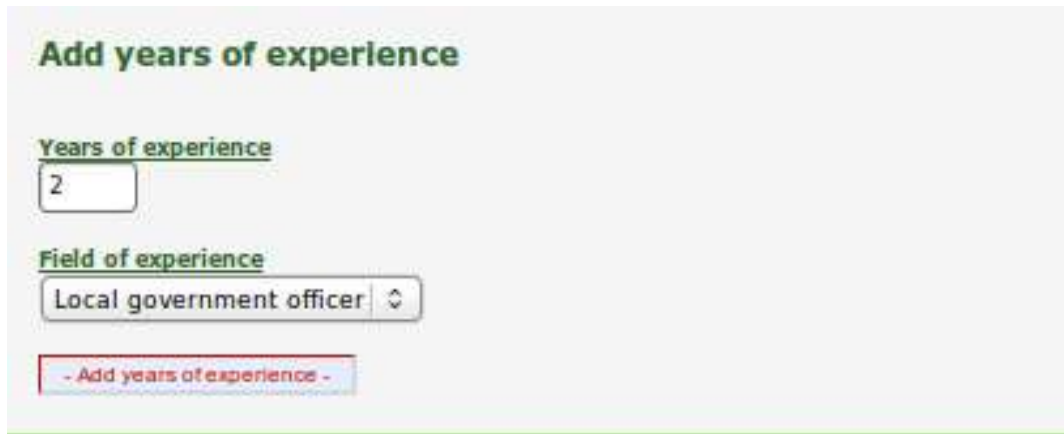 Add years of experience
Years of experience
2
Field of experience
Local government officer
- Add years of experience -